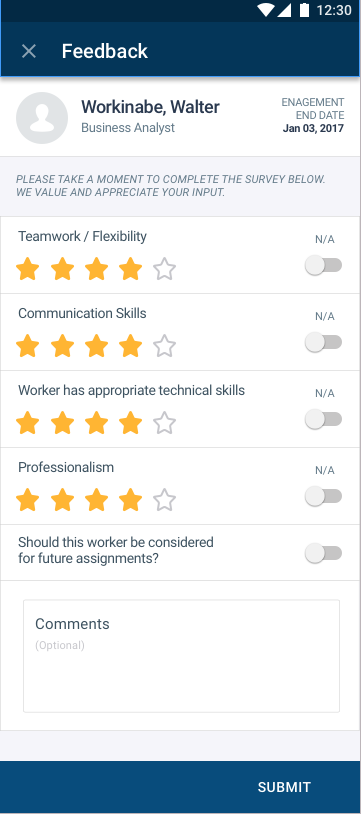 12:30
Feedback
Workinabe, Walter
Business Analyst
ENAGEMENT
END DATE
Jan 03, 2017
PLEASE TAKE A MOMENT TO COMPLETE THE SURVEY BELOW.
WE VALUE AND APPRECIATE YOUR INPUT.
Teamwork / Flexibility
N/A
Communication Skills
N/A
Worker has appropriate technical skills
N/A
Professionalism
N/A
Should this worker be considered
for future assignments?
Comments
(Optional)
SUBMIT